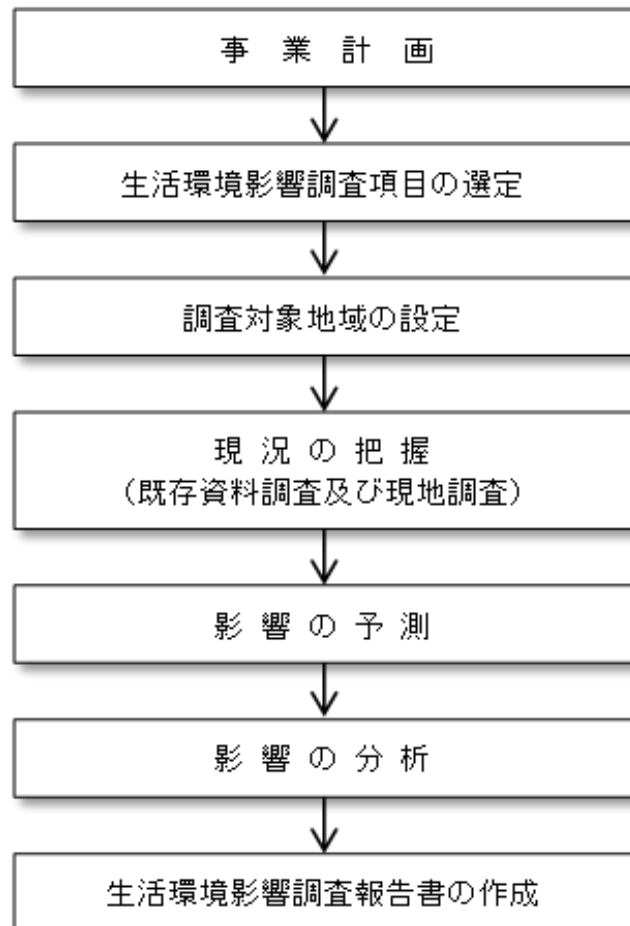 事業計画
生活環境影響調査項目の選定
調査対象地域の設定
現況の把握
（既存資料調査及び現地調査）
影響の予測
影響の分析
生活環境影響調査報告書の作成